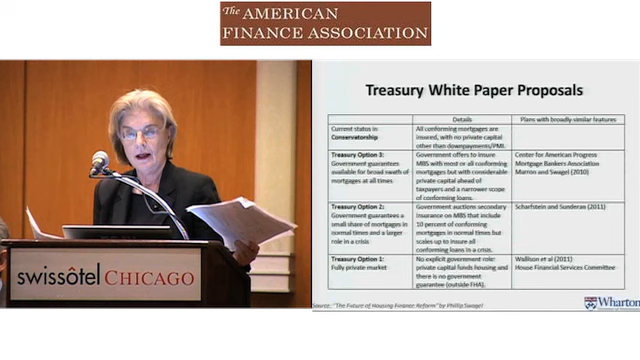 The AMERICAN
FINANCE ASSOCIATION
Treasury White Paper Proposals
Details
Plans with broadly-similar features
Current status in:
Conservatorship
All conforming mortgages are
insured, with no private capital
other than downpayments/PMI.
Treasury Option 3:
Government guarantees
available for broad swath of
mortgages at all times
Government offers to insure
MBS with most or all conforming
mortgages but with considerable
private capital ahead of
taxpayers and a narrower scope
of conforming loans.
Center for American Progress
Mortgage Bankers Association
Marron and Swagel (2010)
Treasury Option 2:
Government guarantees a
small share of mortgages in
normal times and a larger
role in a crisis
Government auctions secondary
insurance on MBS that include
10 percent of conforming
mortgages in normal times but
scales up to insure all
conforming loans in a crisis.
Scharfstein and Sunderam (2011)
Treasury Option 1:
Fully private market
No explicit government role:
private capital funds housing and
there is no government
guarantee (outside FHA).
Wallison et al (2011)
House Financial Services Committee
Source: "The Future of Housing Finance Reform" by Phillip Swagel
Wharton
swissôtel CHICAGO